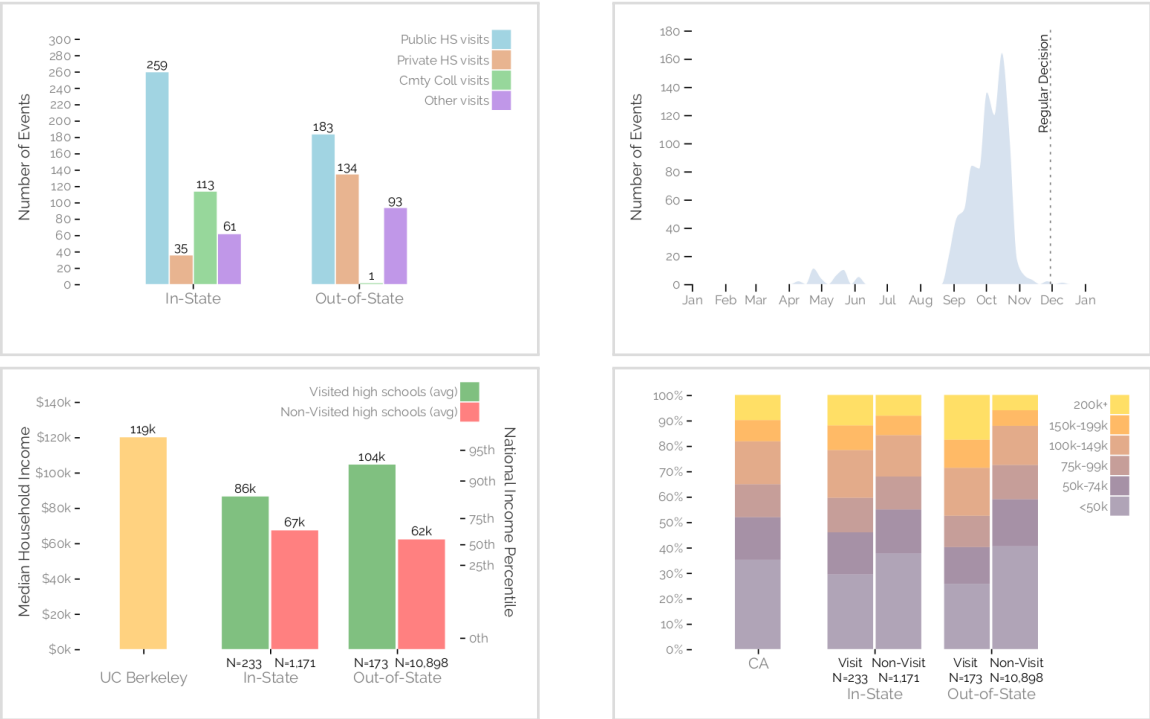 300
280
260
240
220
200
180
160
140
120
100
80
60
40
20
0
Number of Events
Public HS visits
Private HS visits
Cmty Coll visits
Other visits
259
35
113
61
183
134
1
93
In-State
Out-of-State
180
160
140
120
100
80
60
40
20
0
Number of Events
Regular Decision
Jan Feb Mar Apr May Jun Jul Aug Sep Oct Nov Dec Jan
$140k
$120k
$100k
$80k
$60k
$40k
$20k
$0k
Median Household Income
Visited high schools (avg)
Non-Visited high schools (avg)
119k
86k
67k
104k
62k
95th
90th
75th
50th
25th
0th
National Income Percentile
N=233 N=1,171 N=173 N=10,898
UC Berkeley In-State Out-of-State
100%
90%
80%
70%
60%
50%
40%
30%
20%
10%
0%
200k+
150k-199k
100k-149k
75k-99k
50k-74k
<50k
CA
Visit Non-Visit Visit Non-Visit
N=233 N=1,171 N=173 N=10,898
In-State Out-of-State